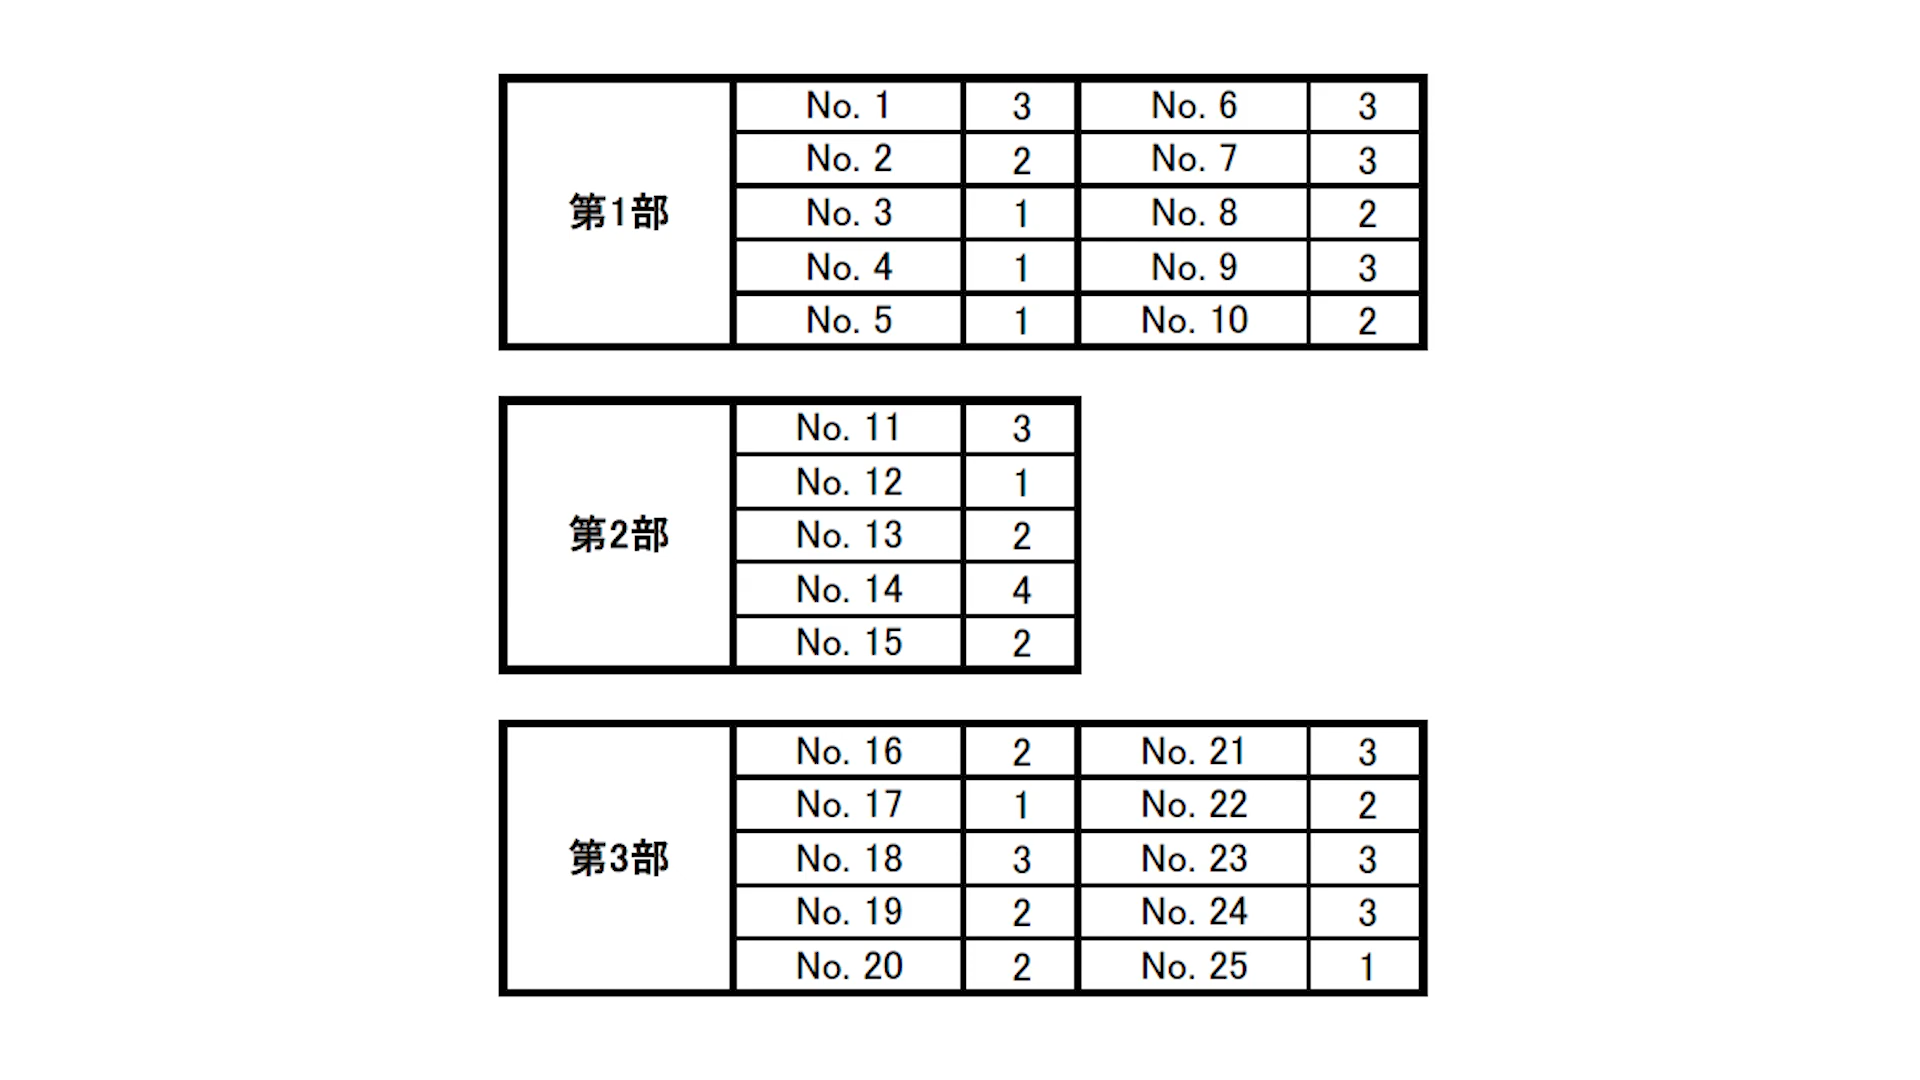 第1部
No. 1 3 No. 6 3
No. 2 2 No. 7 3
No. 3 1 No. 8 2
No. 4 1 No. 9 3
No. 5 1 No. 10 2
第2部
No. 11 3
No. 12 1
No. 13 2
No. 14 4
No. 15 2
第3部
No. 16 2 No. 21 3
No. 17 1 No. 22 2
No. 18 3 No. 23 3
No. 19 2 No. 24 3
No. 20 2 No. 25 1